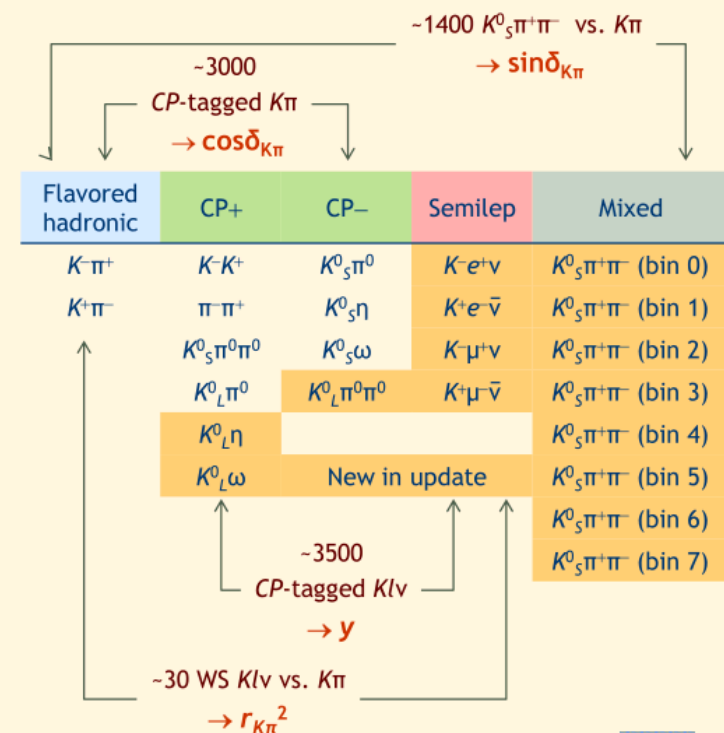 ~1400 K⁰Sπ⁺π⁻ vs. Kπ
→ sinδKπ
~3000
CP-tagged Kπ
→ cosδKπ
Flavored hadronic CP+ CP− Semilep Mixed
K⁻π⁺ K⁻K⁺ K⁰Sπ⁰ K⁻e⁺ν K⁰Sπ⁺π⁻ (bin 0)
K⁺π⁻ π⁻π⁺ K⁰Sη K⁺e⁻ν̄ K⁰Sπ⁺π⁻ (bin 1)
K⁰Sπ⁰π⁰ K⁰Sω K⁻μ⁺ν K⁰Sπ⁺π⁻ (bin 2)
K⁰Lπ⁰ K⁰Lπ⁰π⁰ K⁺μ⁻ν̄ K⁰Sπ⁺π⁻ (bin 3)
K⁰Lη K⁰Sπ⁺π⁻ (bin 4)
K⁰Lω New in update K⁰Sπ⁺π⁻ (bin 5)
K⁰Sπ⁺π⁻ (bin 6)
K⁰Sπ⁺π⁻ (bin 7)
~3500
CP-tagged Klν
→ y
~30 WS Klν vs. Kπ
→ rKπ²